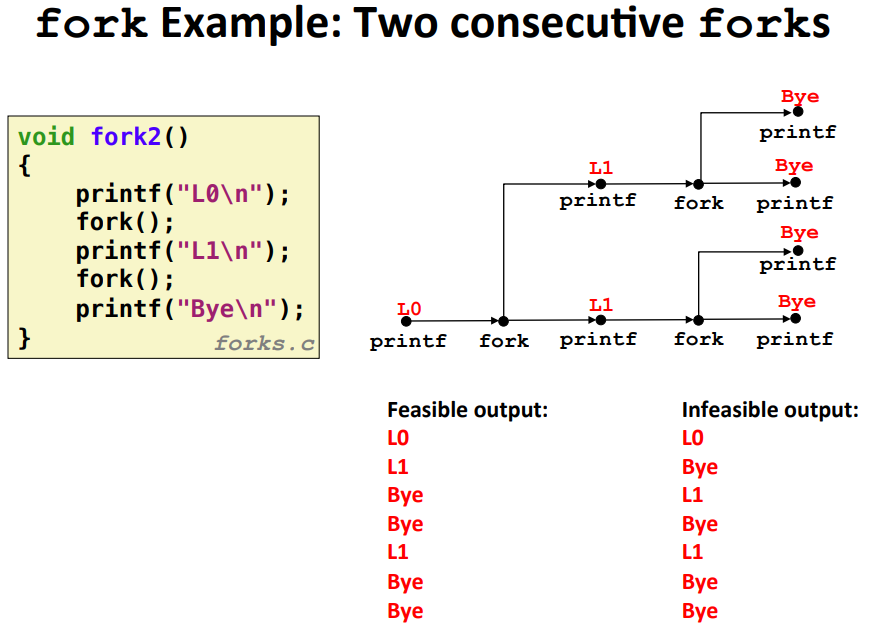 fork Example: Two consecutive forks
void fork2()
{
    printf("L0\n");
    fork();
    printf("L1\n");
    fork();
    printf("Bye\n");
}
forks.c
Bye
printf
L1
Bye
printf
fork
printf
Bye
printf
L0
L1
Bye
printf
fork
printf
fork
printf
Feasible output:
L0
L1
Bye
Bye
L1
Bye
Bye
Infeasible output:
L0
Bye
L1
Bye
L1
Bye
Bye